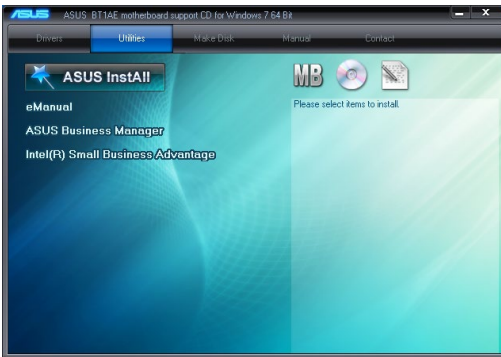 ASUS ASUS BT1AE motherboard support CD for Windows 7 64 Bit
Drivers Utilities Make Disk Manual Contact
ASUS InstAll
MB
eManual
Please select items to install.
ASUS Business Manager
Intel(R) Small Business Advantage